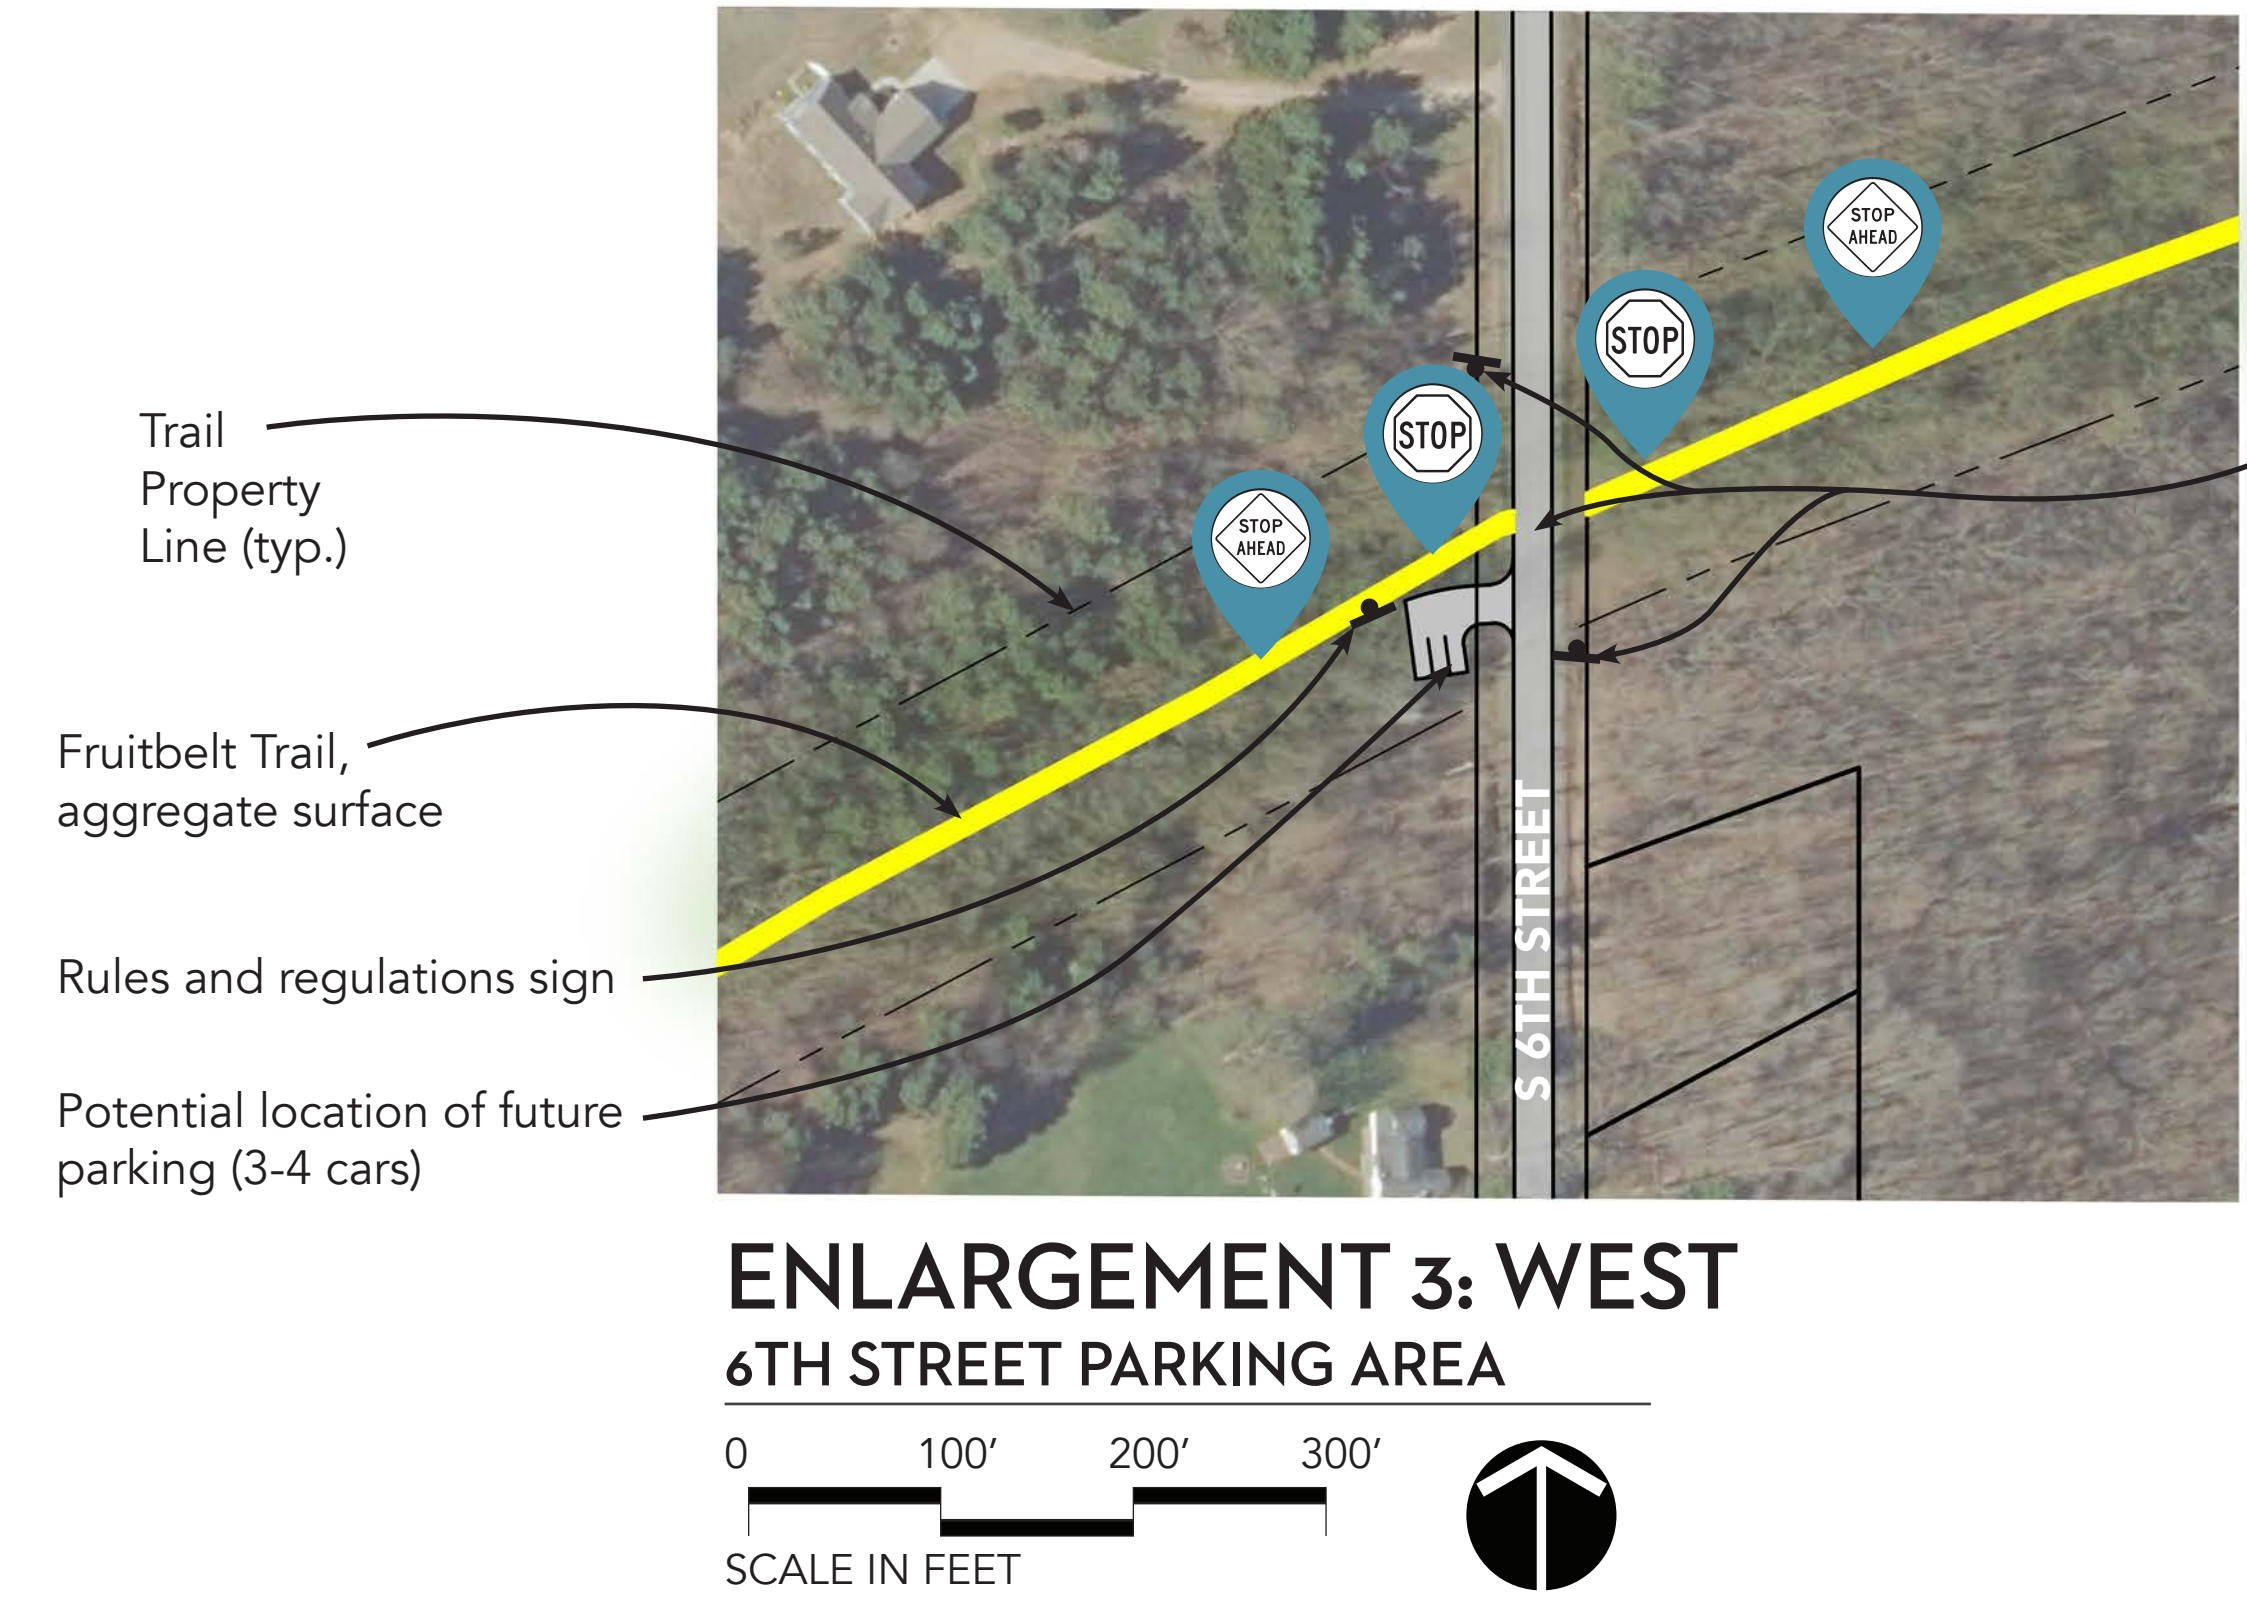 STOP
AHEAD
STOP
STOP
STOP
AHEAD
Trail
Property
Line (typ.)
Fruitbelt Trail,
aggregate surface
Rules and regulations sign
Potential location of future
parking (3-4 cars)
S 6TH STREET
ENLARGEMENT 3: WEST
6TH STREET PARKING AREA
0 100' 200' 300'
SCALE IN FEET